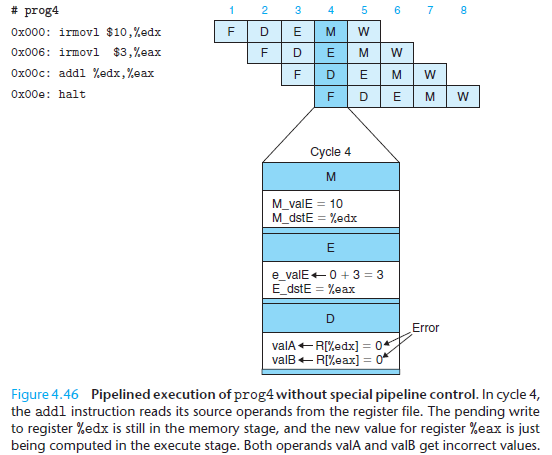 # prog4 1 2 3 4 5 6 7 8
0x000: irmovl $10,%edx F D E M W
0x006: irmovl $3,%eax F D E M W
0x00c: addl %edx,%eax F D E M W
0x00e: halt F D E M W
Cycle 4
M
M_valE = 10
M_dstE = %edx
E
e_valE ← 0 + 3 = 3
E_dstE = %eax
D
valA ← R[%edx] = 0
valB ← R[%eax] = 0
Error
Figure 4.46 Pipelined execution of prog4 without special pipeline control. In cycle 4,
the addl instruction reads its source operands from the register file. The pending write
to register %edx is still in the memory stage, and the new value for register %eax is just
being computed in the execute stage. Both operands valA and valB get incorrect values.